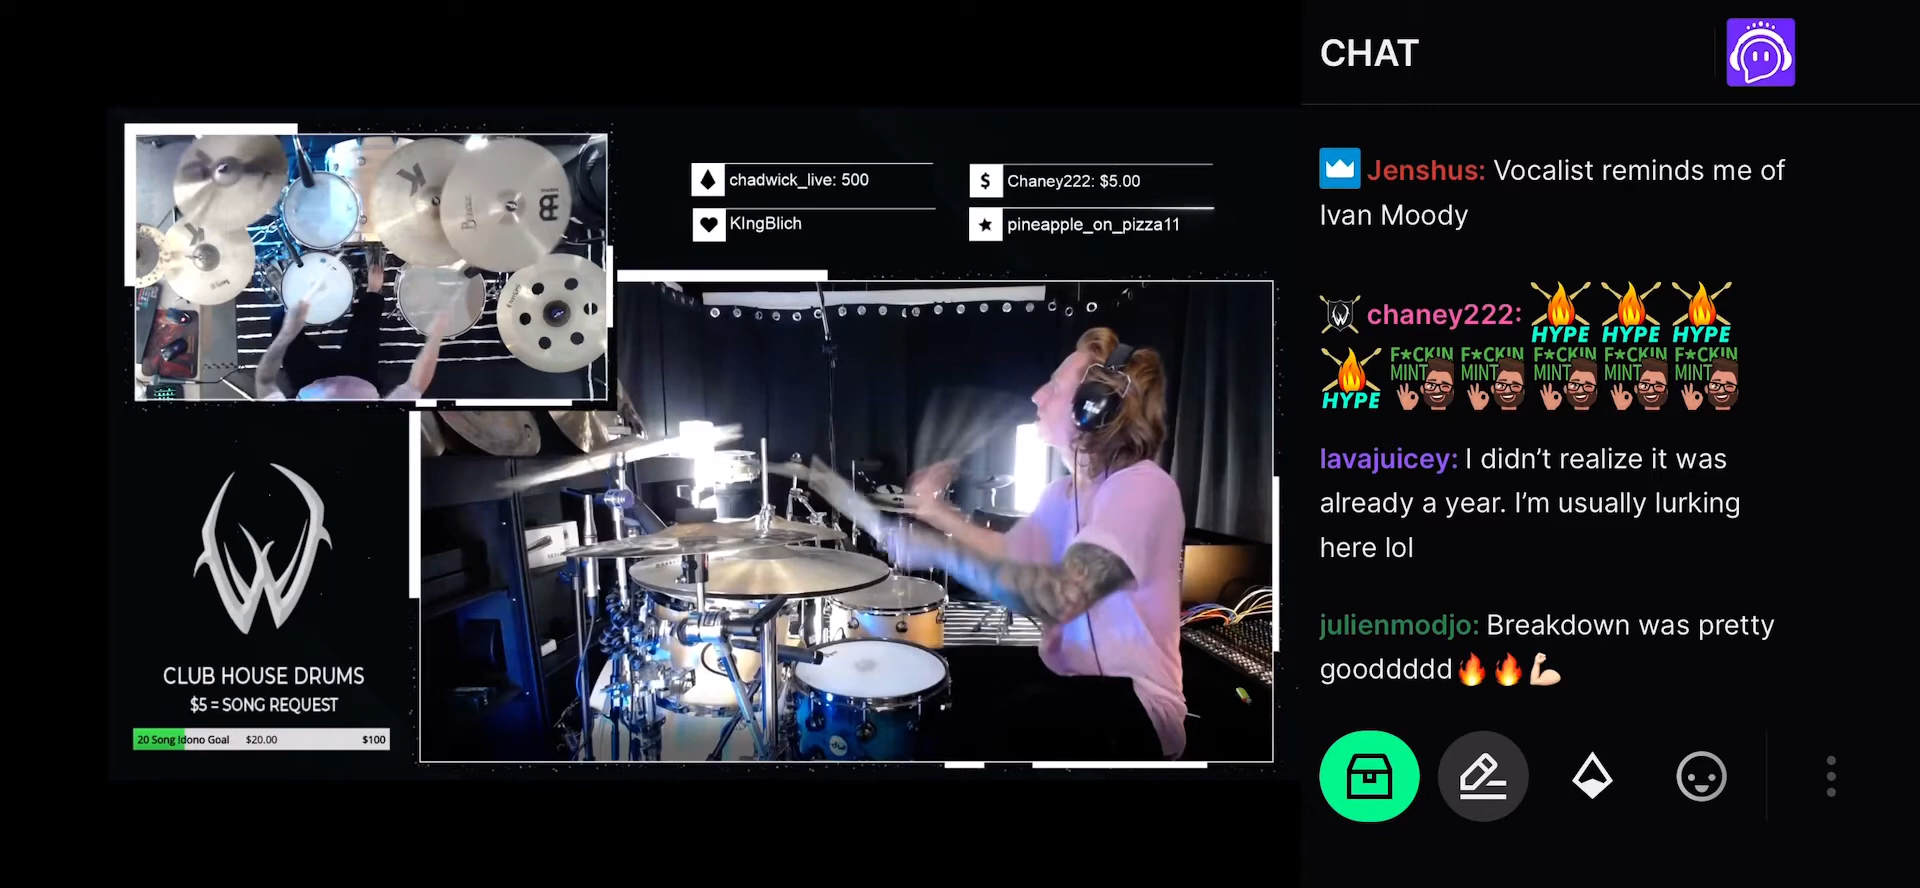 CHAT
chadwick_live: 500
Chaney222: $5.00
KIngBlich
pineapple_on_pizza11
CLUB HOUSE DRUMS
$5 = SONG REQUEST
20 Song Idono Goal $20.00 $100
Jenshus: Vocalist reminds me of
Ivan Moody
chaney222: HYPE HYPE HYPE
HYPE F*CKIN MINT F*CKIN MINT F*CKIN MINT F*CKIN MINT F*CKIN MINT
lavajuicey: I didn’t realize it was
already a year. I’m usually lurking
here lol
julienmodjo: Breakdown was pretty
gooddddd🔥🔥💪🏻